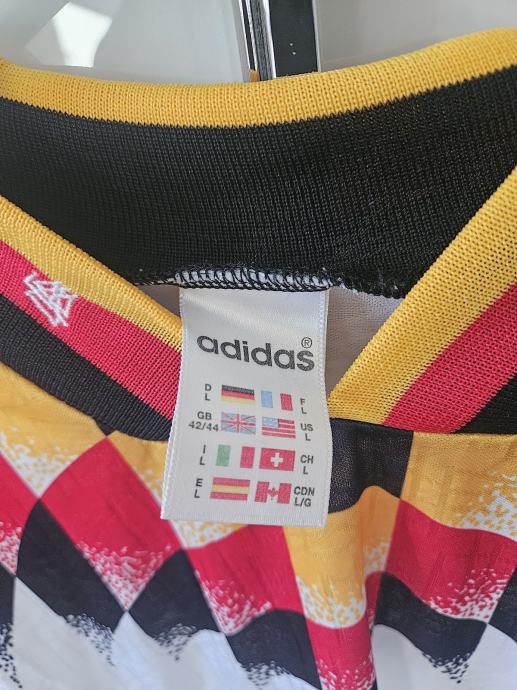 adidas®
D L F L
GB 42/44 US L
I L CH L
E L CDN L/G